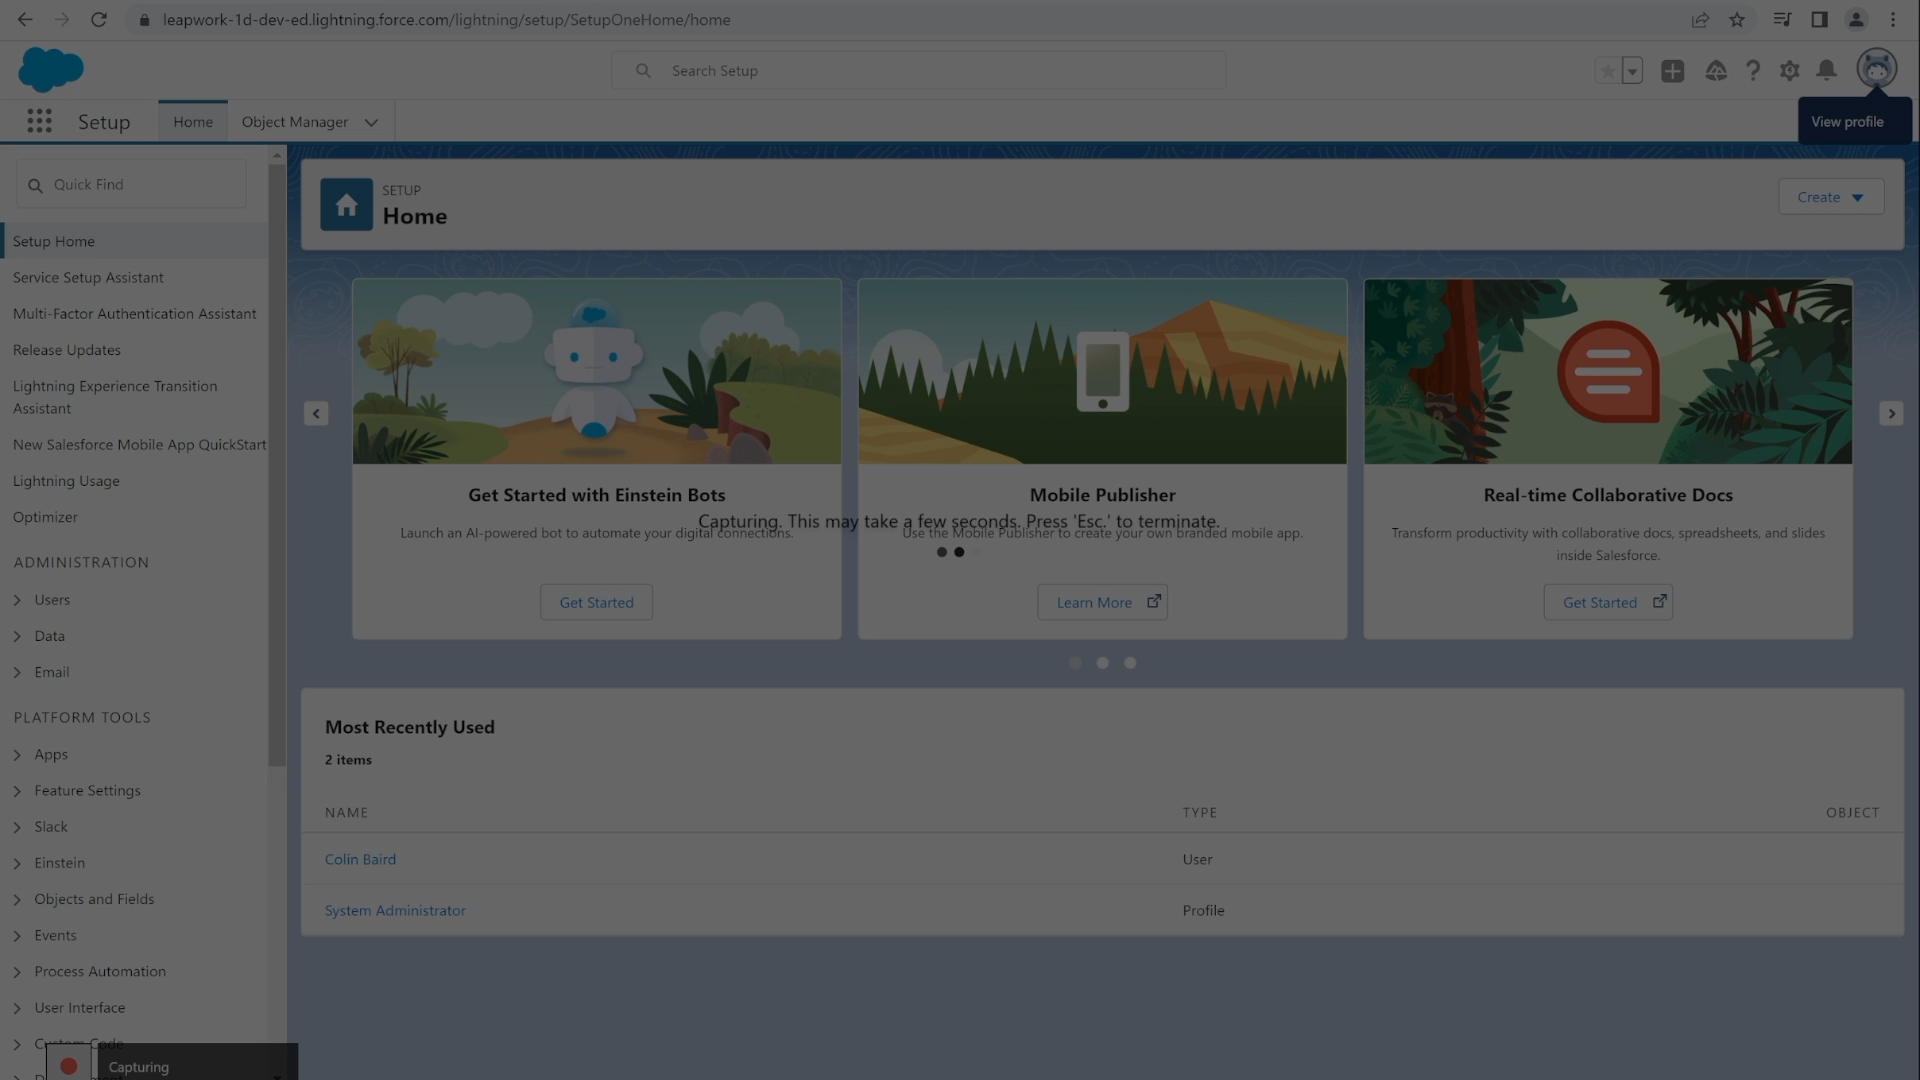 leapwork-1d-dev-ed.lightning.force.com/lightning/setup/SetupOneHome/home
Search Setup
Setup
Home
Object Manager
View profile
Quick Find
Setup Home
Service Setup Assistant
Multi-Factor Authentication Assistant
Release Updates
Lightning Experience Transition
Assistant
New Salesforce Mobile App QuickStart
Lightning Usage
Optimizer
ADMINISTRATION
Users
Data
Email
PLATFORM TOOLS
Apps
Feature Settings
Slack
Einstein
Objects and Fields
Events
Process Automation
User Interface
Custom Code
Capturing
SETUP
Home
Create
Get Started with Einstein Bots
Launch an AI-powered bot to automate your digital connections.
Get Started
Mobile Publisher
Use the Mobile Publisher to create your own branded mobile app.
Learn More
Real-time Collaborative Docs
Transform productivity with collaborative docs, spreadsheets, and slides
inside Salesforce.
Get Started
Capturing. This may take a few seconds. Press 'Esc.' to terminate.
Most Recently Used
2 items
NAME TYPE OBJECT
Colin Baird User
System Administrator Profile